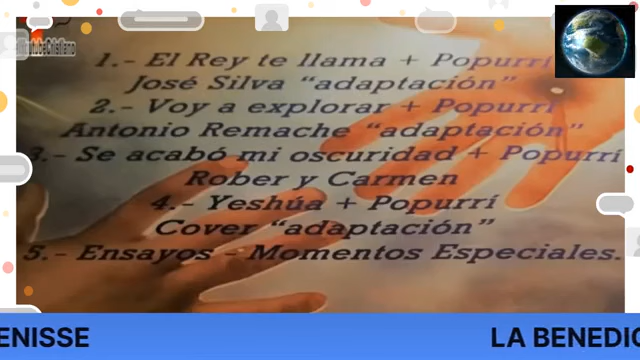 1.- El Rey te llama + Popurrí
José Silva "adaptación"
2.- Voy a explorar + Popurrí
Antonio Remache "adaptación"
3.- Se acabó mi oscuridad + Popurrí
Rober y Carmen
4.- Yeshúa + Popurrí
Cover "adaptación"
5.- Ensayos - Momentos Especiales.
ENISSE LA BENEDIC